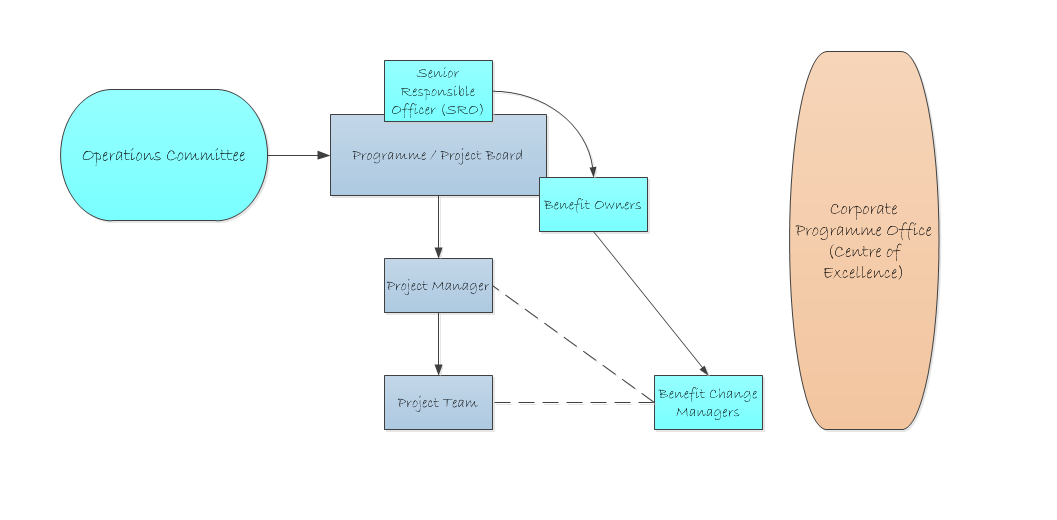 Senior
Responsible
Officer (SRO)
Operations Committee
Programme / Project Board
Benefit Owners
Corporate
Programme Office
(Centre of
Excellence)
Project Manager
Project Team
Benefit Change
Managers